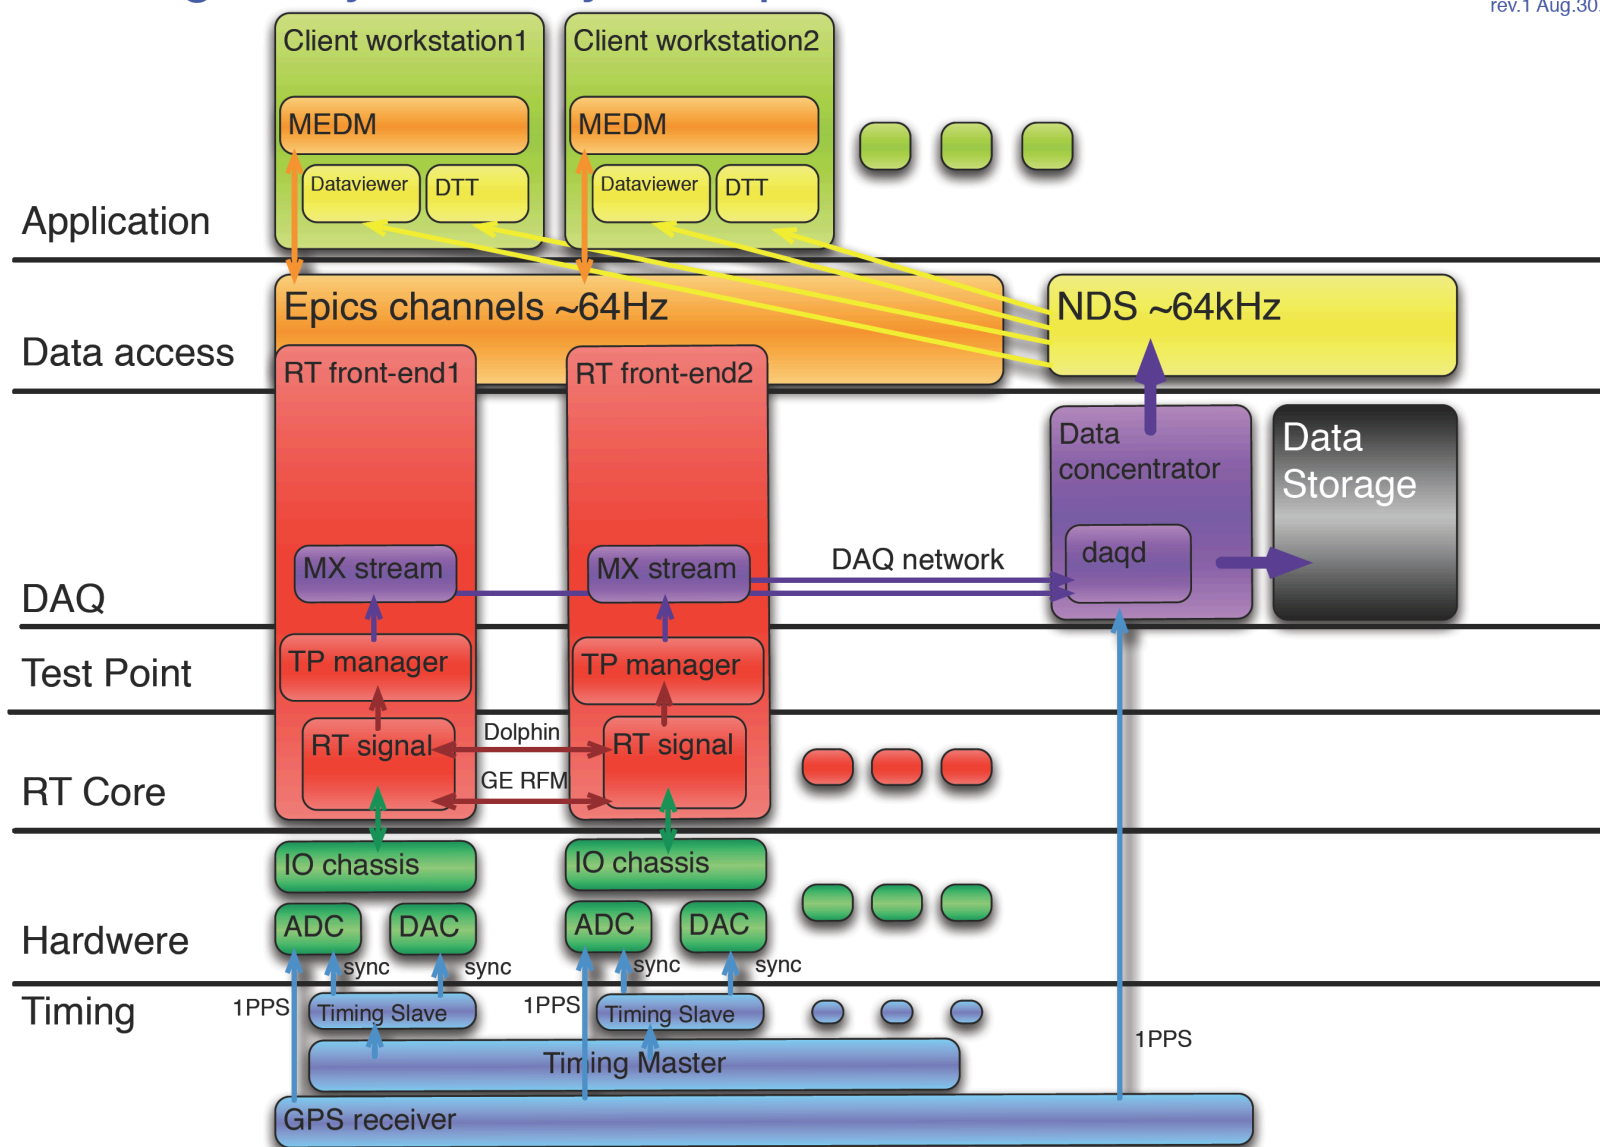 rev.1 Aug.30
Client workstation1
Client workstation2
MEDM
MEDM
Dataviewer
DTT
Dataviewer
DTT
Application
Epics channels ~64Hz
NDS ~64kHz
Data access
RT front-end1
RT front-end2
Data
concentrator
Data
Storage
MX stream
MX stream
DAQ network
daqd
DAQ
TP manager
TP manager
Test Point
RT signal
Dolphin
RT signal
GE RFM
RT Core
IO chassis
IO chassis
ADC
DAC
ADC
DAC
Hardwere
sync
sync
sync
sync
Timing
1PPS
Timing Slave
1PPS
Timing Slave
1PPS
Timing Master
GPS receiver